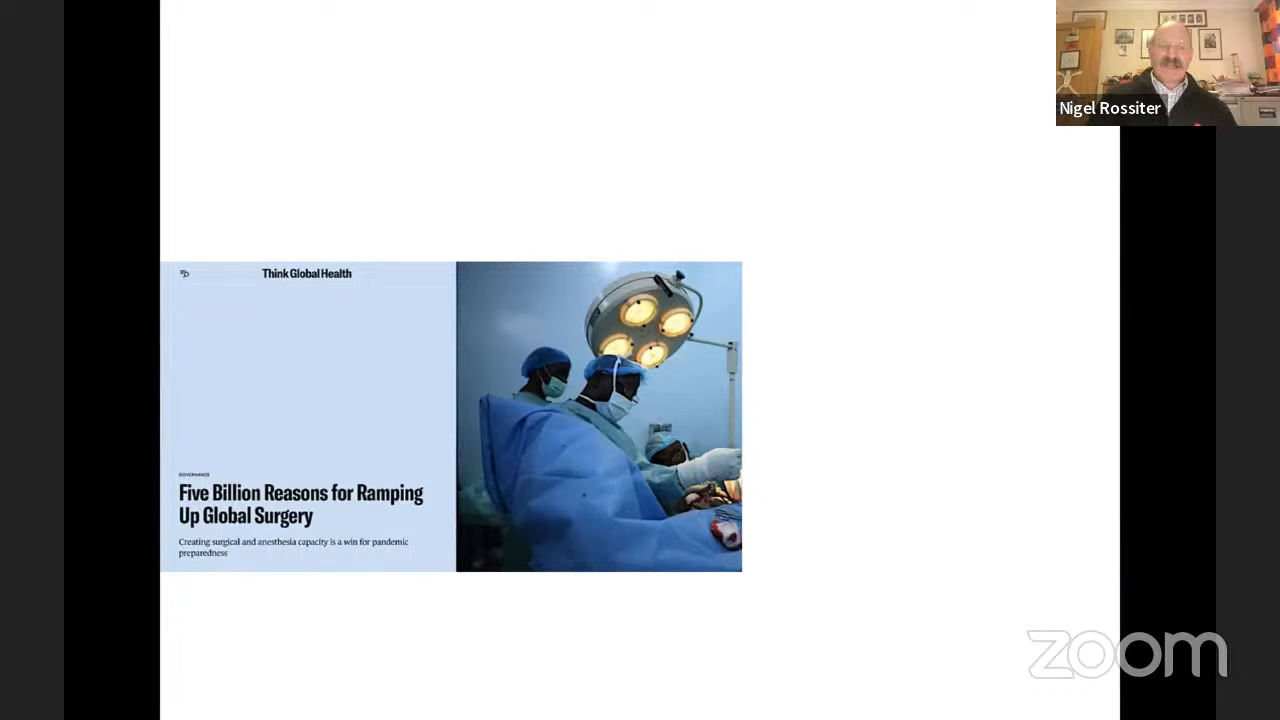 Nigel Rossiter
Think Global Health
GOVERNANCE
Five Billion Reasons for Ramping
Up Global Surgery
Creating surgical and anesthesia capacity is a win for pandemic
preparedness
zoom